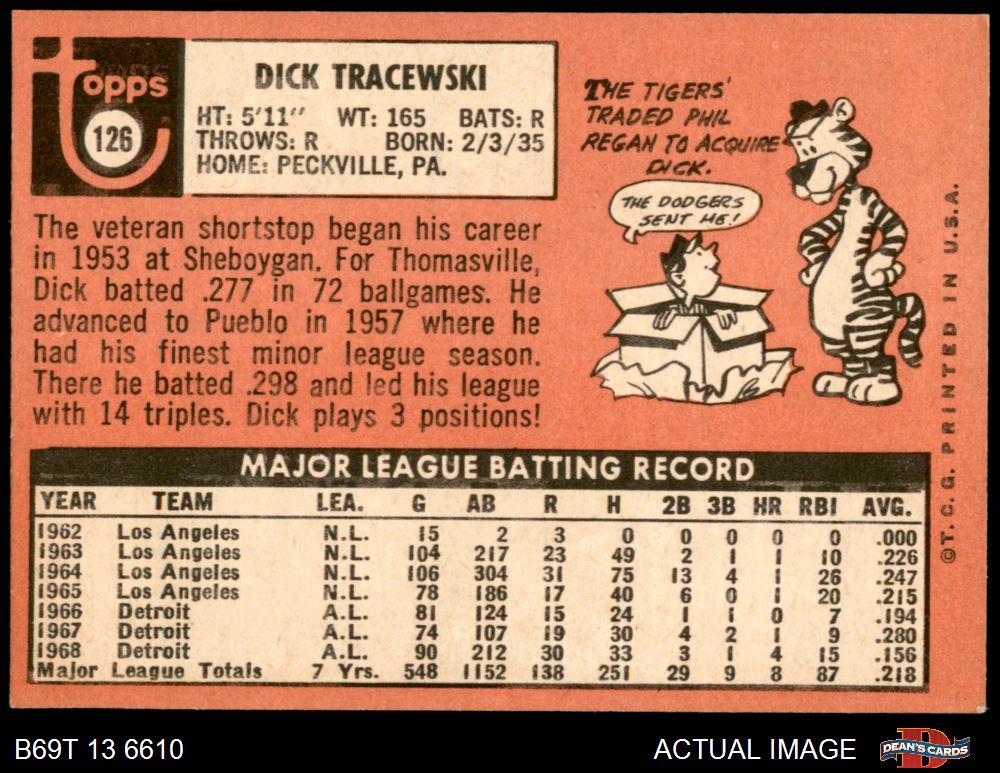 topps
126
DICK TRACEWSKI
HT: 5'11" WT: 165 BATS: R
THROWS: R BORN: 2/3/35
HOME: PECKVILLE, PA.
The veteran shortstop began his career
in 1953 at Sheboygan. For Thomasville,
Dick batted .277 in 72 ballgames. He
advanced to Pueblo in 1957 where he
had his finest minor league season.
There he batted .298 and led his league
with 14 triples. Dick plays 3 positions!
THE TIGERS'
TRADED PHIL
REGAN TO ACQUIRE
DICK.
THE DODGERS
SENT ME!
©T. C. G. PRINTED IN U.S.A.
MAJOR LEAGUE BATTING RECORD
YEAR TEAM LEA. G AB R H 2B 3B HR RBI AVG.
1962 Los Angeles N.L. 15 2 3 0 0 0 0 0 .000
1963 Los Angeles N.L. 104 217 23 49 2 1 1 10 .226
1964 Los Angeles N.L. 106 304 31 75 13 4 1 26 .247
1965 Los Angeles N.L. 78 186 17 40 6 0 1 20 .215
1966 Detroit A.L. 81 124 15 24 1 1 0 7 .194
1967 Detroit A.L. 74 107 19 30 4 2 1 9 .280
1968 Detroit A.L. 90 212 30 33 3 1 4 15 .156
Major League Totals 7 Yrs. 548 1152 138 251 29 9 8 87 .218
B69T 13 6610
ACTUAL IMAGE
D
DEAN'S CARDS